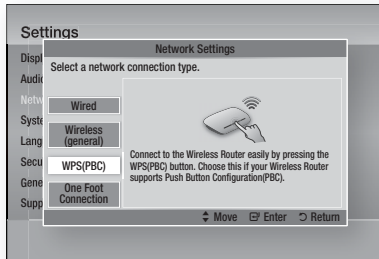 Settings
Network Settings
Select a network connection type.
Displ
Audio
Netw
Syste
Lang
Secu
Gene
Supp
Wired
Wireless
(general)
WPS(PBC)
One Foot
Connection
Connect to the Wireless Router easily by pressing the
WPS(PBC) button. Choose this if your Wireless Router
supports Push Button Configuration(PBC).
Move Enter Return